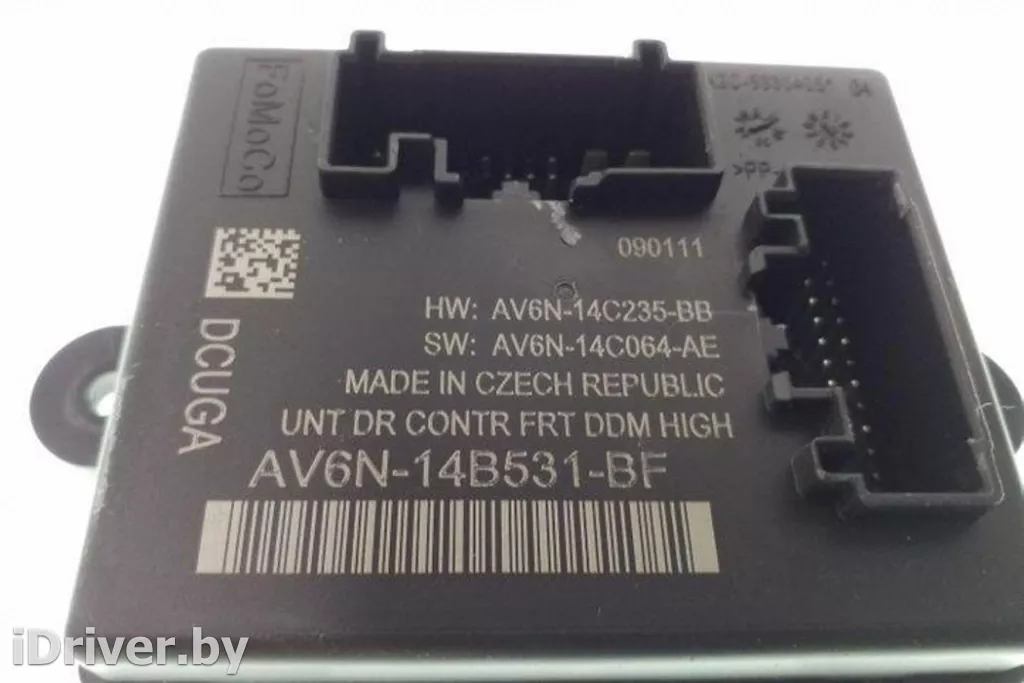 FoMoCo
090111
HW: AV6N-14C235-BB
SW: AV6N-14C064-AE
MADE IN CZECH REPUBLIC
UNT DR CONTR FRT DDM HIGH
AV6N-14B531-BF
DCUGA
iDriver.by